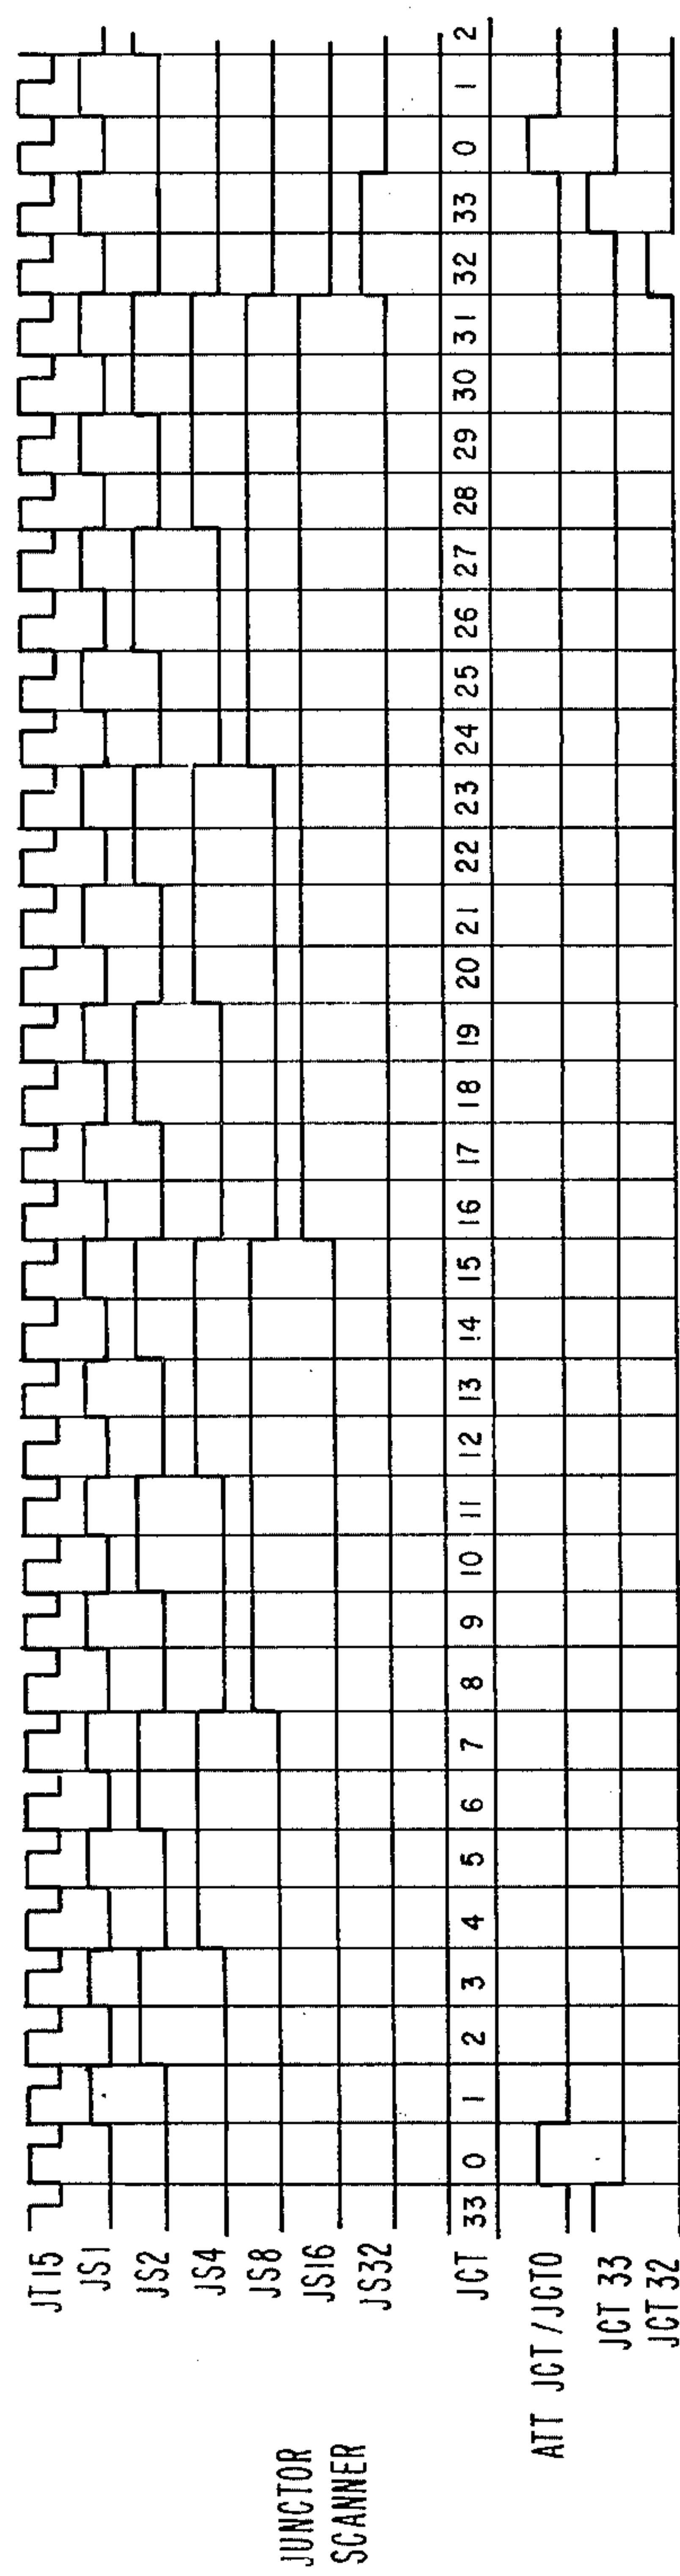 JT15
JS1
JS2
JS4
JS8
JS16
JS32
JUNCTOR
SCANNER
JCT 33 0 1 2 3 4 5 6 7 8 9 10 11 12 13 14 15 16 17 18 19 20 21 22 23 24 25 26 27 28 29 30 31 32 33 0 1 2
ATT JCT/JCT0
JCT 33
JCT 32